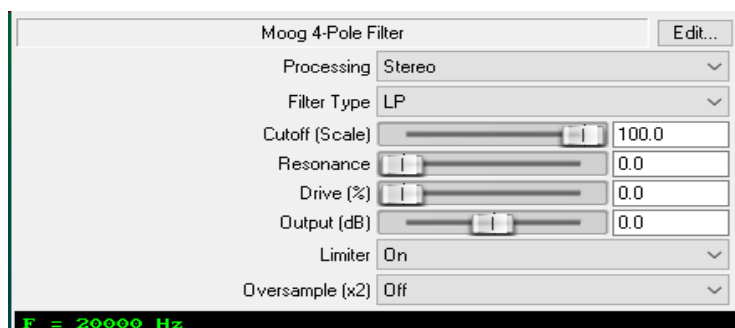 Moog 4-Pole Filter Edit...
Processing Stereo
Filter Type LP
Cutoff (Scale) 100.0
Resonance 0.0
Drive (%) 0.0
Output (dB) 0.0
Limiter On
Oversample (x2) Off
F = 20000 Hz